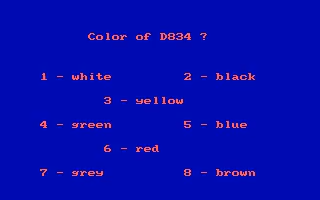 Color of D834 ?
1 - white 2 - black
3 - yellow
4 - green 5 - blue
6 - red
7 - grey 8 - brown